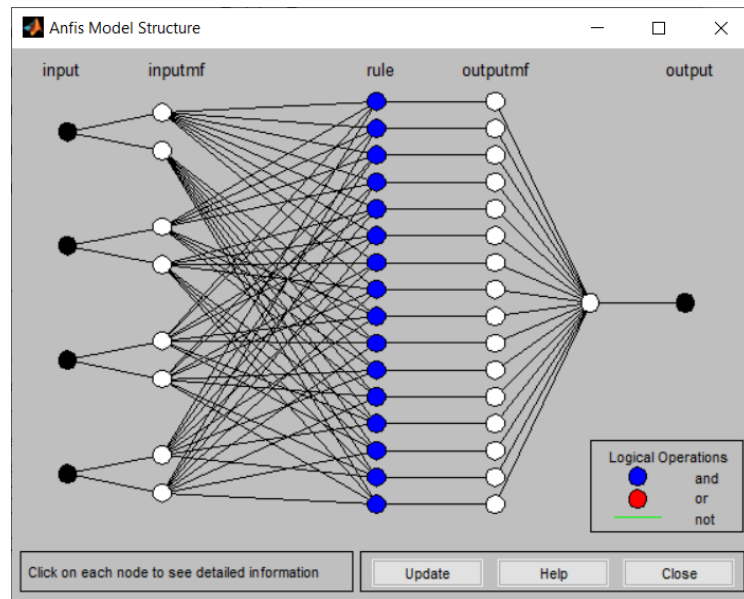 Anfis Model Structure
input inputmf rule outputmf output
Logical Operations
and
or
not
Click on each node to see detailed information
Update Help Close